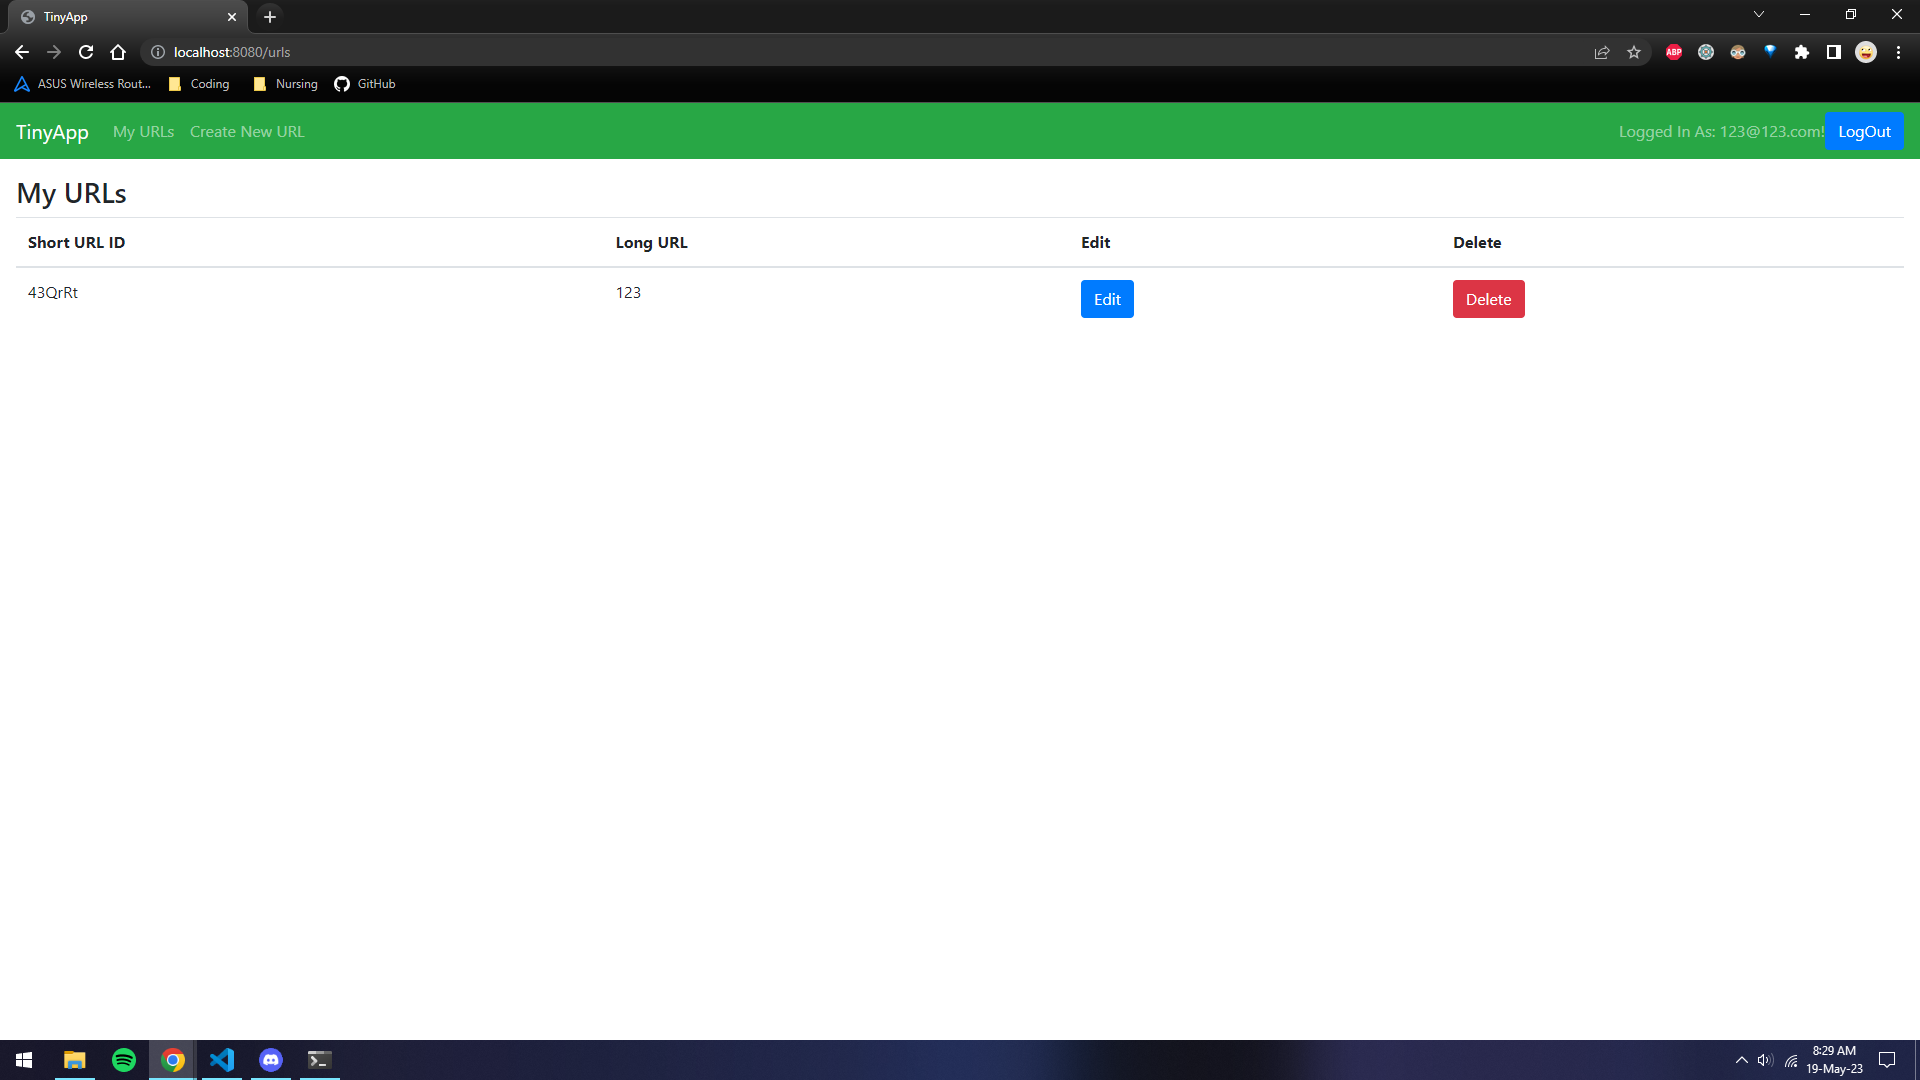 TinyApp
localhost:8080/urls
ABP
ASUS Wireless Rout...
Coding
Nursing
GitHub
TinyApp My URLs Create New URL Logged In As: 123@123.com! LogOut
My URLs
Short URL ID Long URL Edit Delete
43QrRt 123 Edit Delete
8:29 AM
19-May-23